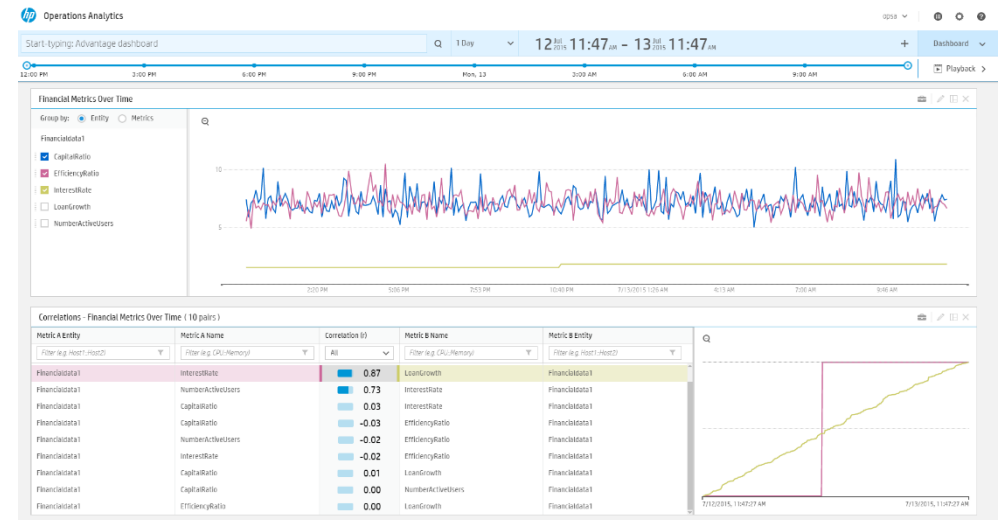 hp Operations Analytics
opsa
Start-typing: Advantage dashboard
1 Day
12 Jul 2015 11:47 AM – 13 Jul 2015 11:47 AM
+
Dashboard
12:00 PM 3:00 PM 6:00 PM 9:00 PM Mon, 13 3:00 AM 6:00 AM 9:00 AM
Playback >
Financial Metrics Over Time
Group by: Entity Metrics
Financialdata1
CapitalRatio
EfficiencyRatio
InterestRate
LoanGrowth
NumberActiveUsers
10
5
2:20 PM 5:06 PM 7:53 PM 10:40 PM 7/13/2015 1:26 AM 4:13 AM 7:00 AM 9:46 AM
Correlations - Financial Metrics Over Time ( 10 pairs )
Metric A Entity Metric A Name Correlation (r) Metric B Name Metric B Entity
Filter (e.g. Host1;Host2) Filter (e.g. CPU;Memory) All Filter (e.g. CPU;Memory) Filter (e.g. Host1;Host2)
Financialdata1 InterestRate 0.87 LoanGrowth Financialdata1
Financialdata1 NumberActiveUsers 0.73 InterestRate Financialdata1
Financialdata1 CapitalRatio 0.03 InterestRate Financialdata1
Financialdata1 CapitalRatio -0.03 EfficiencyRatio Financialdata1
Financialdata1 NumberActiveUsers -0.02 EfficiencyRatio Financialdata1
Financialdata1 InterestRate -0.02 EfficiencyRatio Financialdata1
Financialdata1 CapitalRatio 0.01 LoanGrowth Financialdata1
Financialdata1 CapitalRatio 0.00 NumberActiveUsers Financialdata1
Financialdata1 EfficiencyRatio 0.00 LoanGrowth Financialdata1
7/12/2015, 11:47:27 AM 7/13/2015, 11:47:27 AM